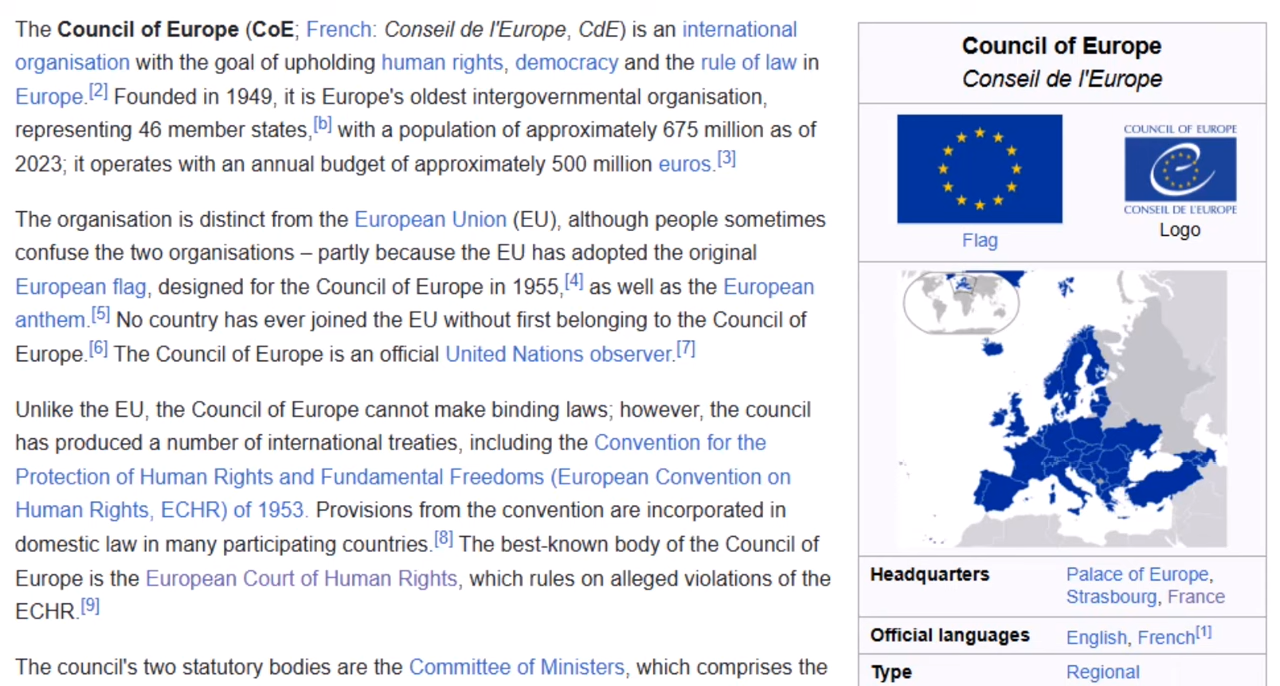 The Council of Europe (CoE; French: Conseil de l'Europe, CdE) is an international
organisation with the goal of upholding human rights, democracy and the rule of law in
Europe.[2] Founded in 1949, it is Europe's oldest intergovernmental organisation,
representing 46 member states,[b] with a population of approximately 675 million as of
2023; it operates with an annual budget of approximately 500 million euros.[3]
The organisation is distinct from the European Union (EU), although people sometimes
confuse the two organisations – partly because the EU has adopted the original
European flag, designed for the Council of Europe in 1955,[4] as well as the European
anthem.[5] No country has ever joined the EU without first belonging to the Council of
Europe.[6] The Council of Europe is an official United Nations observer.[7]
Unlike the EU, the Council of Europe cannot make binding laws; however, the council
has produced a number of international treaties, including the Convention for the
Protection of Human Rights and Fundamental Freedoms (European Convention on
Human Rights, ECHR) of 1953. Provisions from the convention are incorporated in
domestic law in many participating countries.[8] The best-known body of the Council of
Europe is the European Court of Human Rights, which rules on alleged violations of the
ECHR.[9]
The council's two statutory bodies are the Committee of Ministers, which comprises the
Council of Europe
Conseil de l'Europe
COUNCIL OF EUROPE
CONSEIL DE L'EUROPE
Flag
Logo
Headquarters Palace of Europe,
Strasbourg, France
Official languages English, French[1]
Type Regional